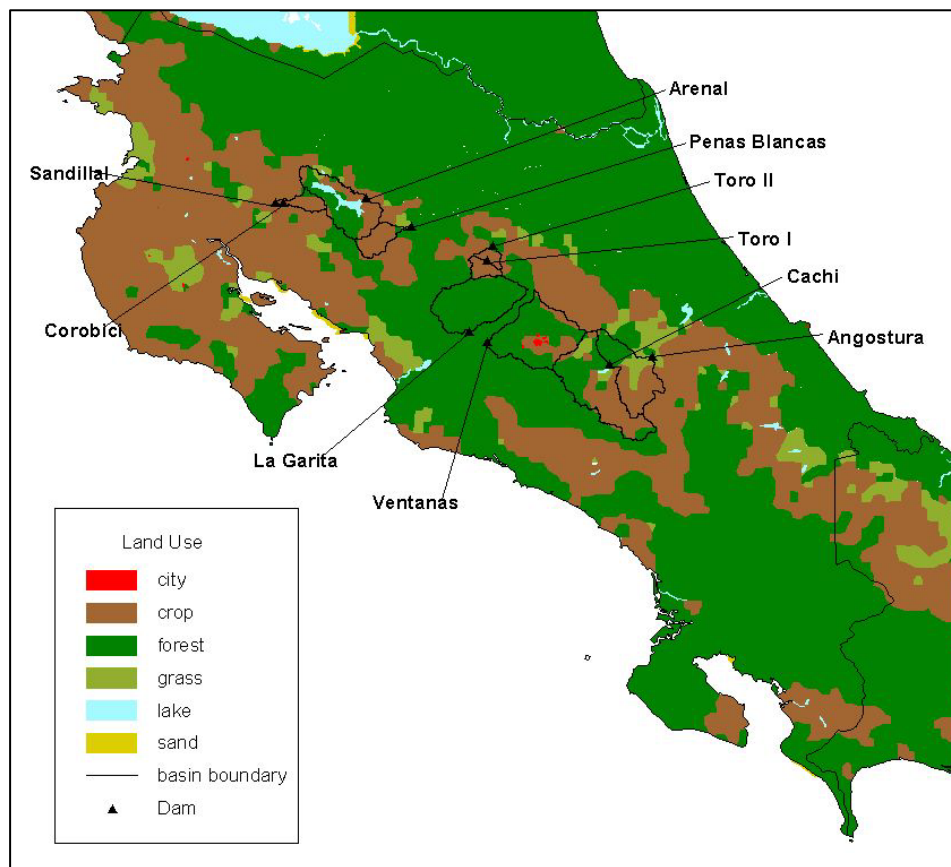 Arenal
Penas Blancas
Sandillal
Toro II
Toro I
Cachi
Corobici
Angostura
La Garita
Ventanas
Land Use
city
crop
forest
grass
lake
sand
basin boundary
Dam